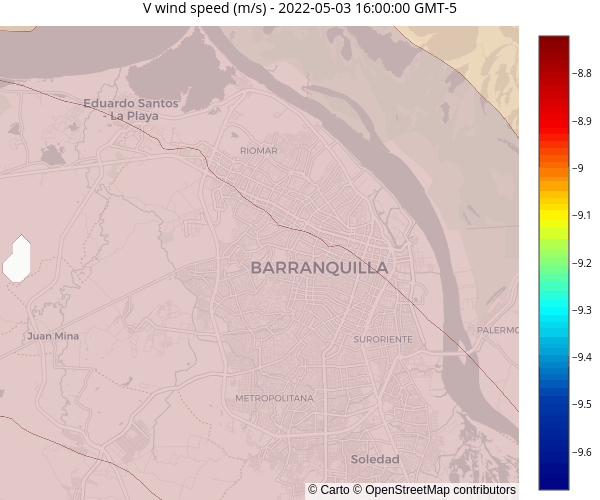 V wind speed (m/s) - 2022-05-03 16:00:00 GMT-5
Eduardo Santos
La Playa
RIOMAR
BARRANQUILLA
Juan Mina
SURORIENTE
PALERMO
METROPOLITANA
Soledad
© Carto © OpenStreetMap contributors
−8.8
−8.9
−9
−9.1
−9.2
−9.3
−9.4
−9.5
−9.6